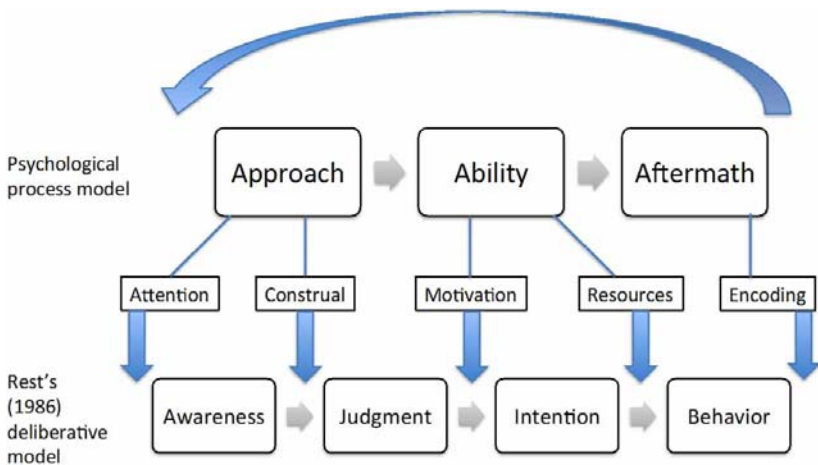 Psychological
process model
Approach
Ability
Aftermath
Attention
Construal
Motivation
Resources
Encoding
Rest's
(1986)
deliberative
model
Awareness
Judgment
Intention
Behavior